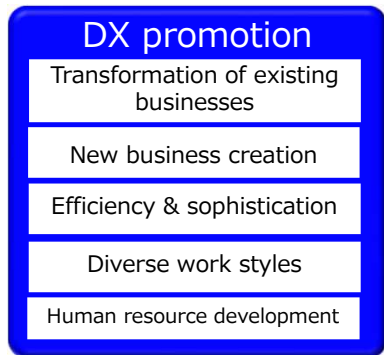 DX promotion
Transformation of existing
businesses
New business creation
Efficiency & sophistication
Diverse work styles
Human resource development